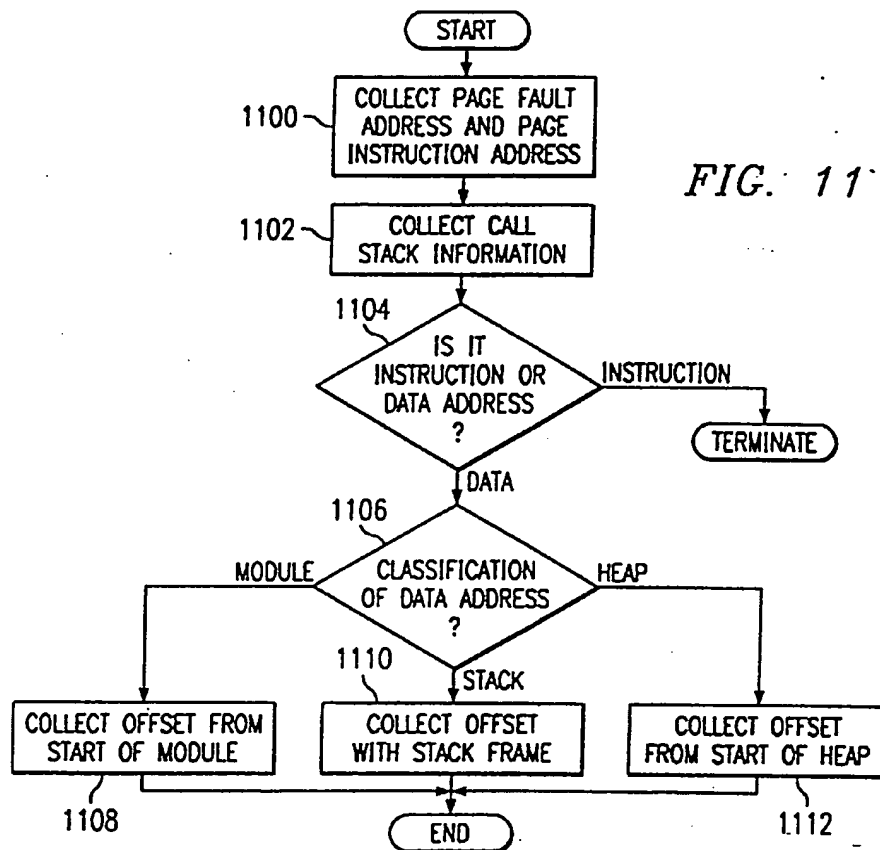 START
1100
COLLECT PAGE FAULT
ADDRESS AND PAGE
INSTRUCTION ADDRESS
FIG. 11
1102
COLLECT CALL
STACK INFORMATION
1104
IS IT
INSTRUCTION OR
DATA ADDRESS
?
INSTRUCTION
TERMINATE
DATA
1106
CLASSIFICATION
OF DATA ADDRESS
?
MODULE
HEAP
STACK
1110
COLLECT OFFSET FROM
START OF MODULE
COLLECT OFFSET
WITH STACK FRAME
COLLECT OFFSET
FROM START OF HEAP
1108
1112
END